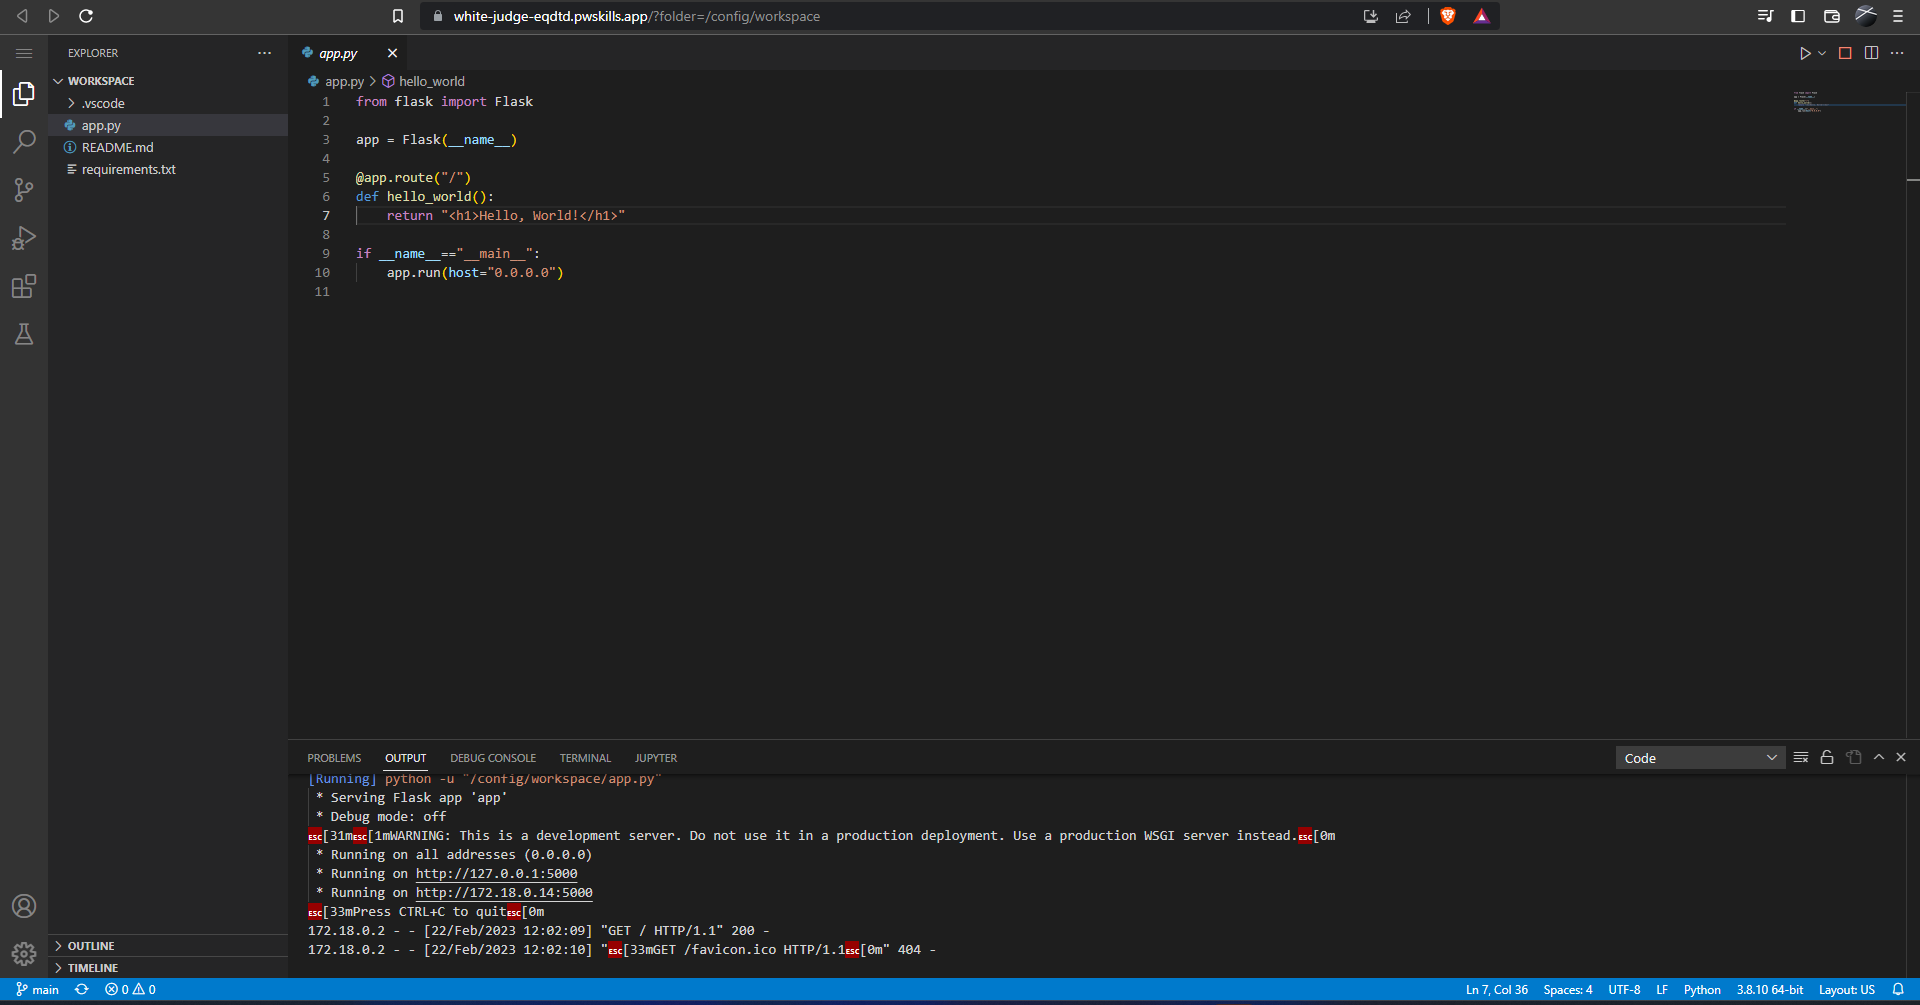 white-judge-eqdtd.pwskills.app/?folder=/config/workspace
EXPLORER
WORKSPACE
.vscode
app.py
README.md
requirements.txt
OUTLINE
TIMELINE
app.py
app.py > hello_world
1 from flask import Flask
2
3 app = Flask(__name__)
4
5 @app.route("/")
6 def hello_world():
7     return "<h1>Hello, World!</h1>"
8
9 if __name__=="__main__":
10     app.run(host="0.0.0.0")
11
PROBLEMS OUTPUT DEBUG CONSOLE TERMINAL JUPYTER Code
[Running] python -u "/config/workspace/app.py"
* Serving Flask app 'app'
* Debug mode: off
ESC[31mESC[1mWARNING: This is a development server. Do not use it in a production deployment. Use a production WSGI server instead.ESC[0m
* Running on all addresses (0.0.0.0)
* Running on http://127.0.0.1:5000
* Running on http://172.18.0.14:5000
ESC[33mPress CTRL+C to quitESC[0m
172.18.0.2 - - [22/Feb/2023 12:02:09] "GET / HTTP/1.1" 200 -
172.18.0.2 - - [22/Feb/2023 12:02:10] "ESC[33mGET /favicon.ico HTTP/1.1ESC[0m" 404 -
main 0 0 Ln 7, Col 36 Spaces: 4 UTF-8 LF Python 3.8.10 64-bit Layout: US